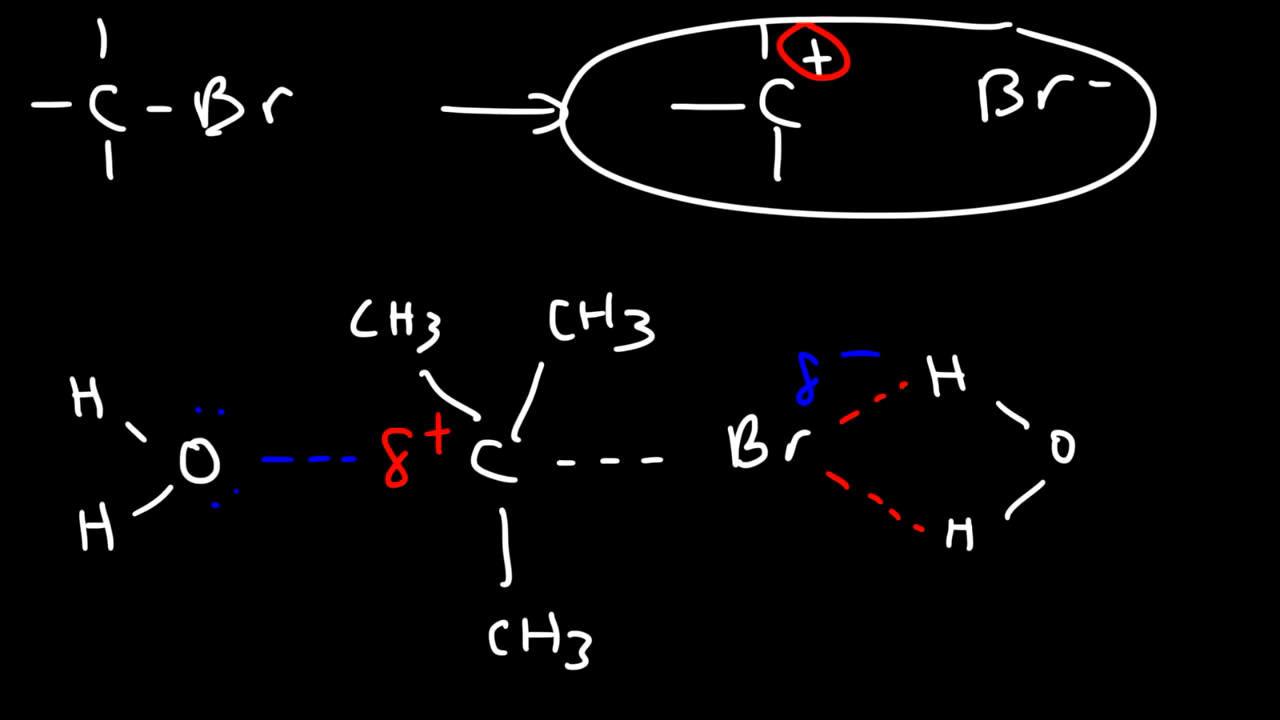 C - Br → C + Br -
CH3 CH3
H δ - H
O δ + C Br O
H H
CH3